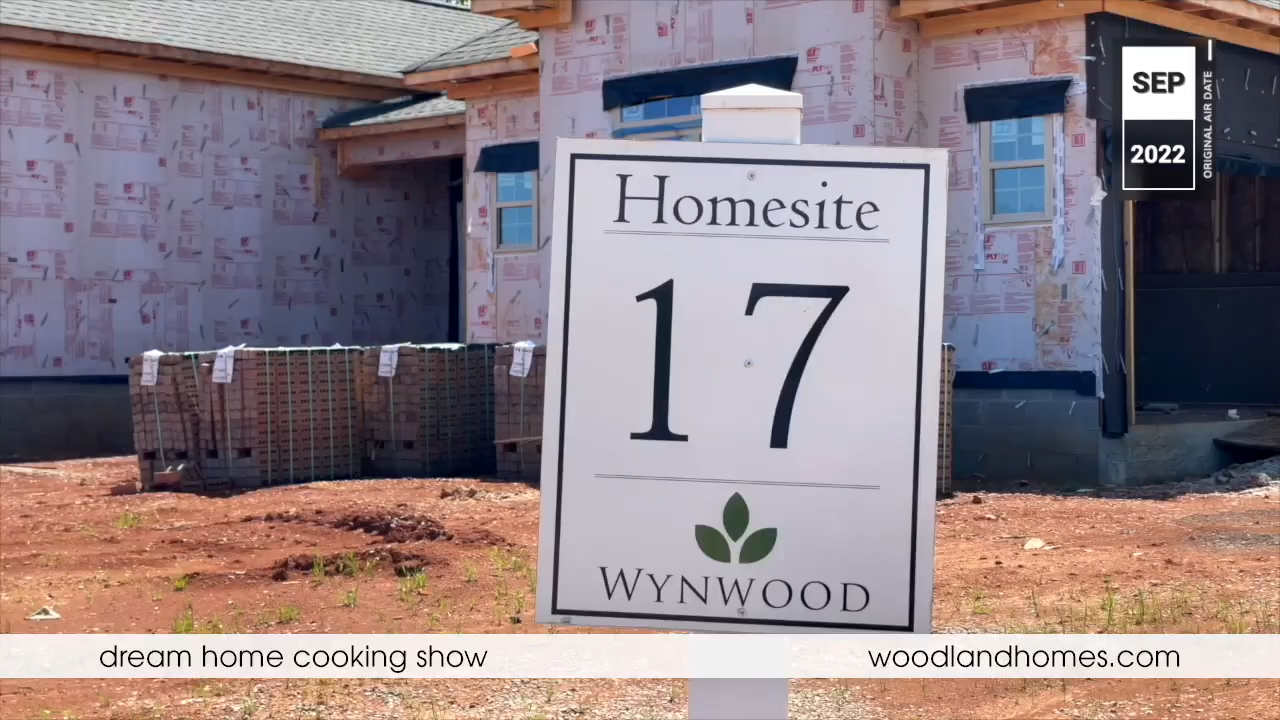 SEP
2022
ORIGINAL AIR DATE
Homesite
17
WYNWOOD
dream home cooking show
woodlandhomes.com